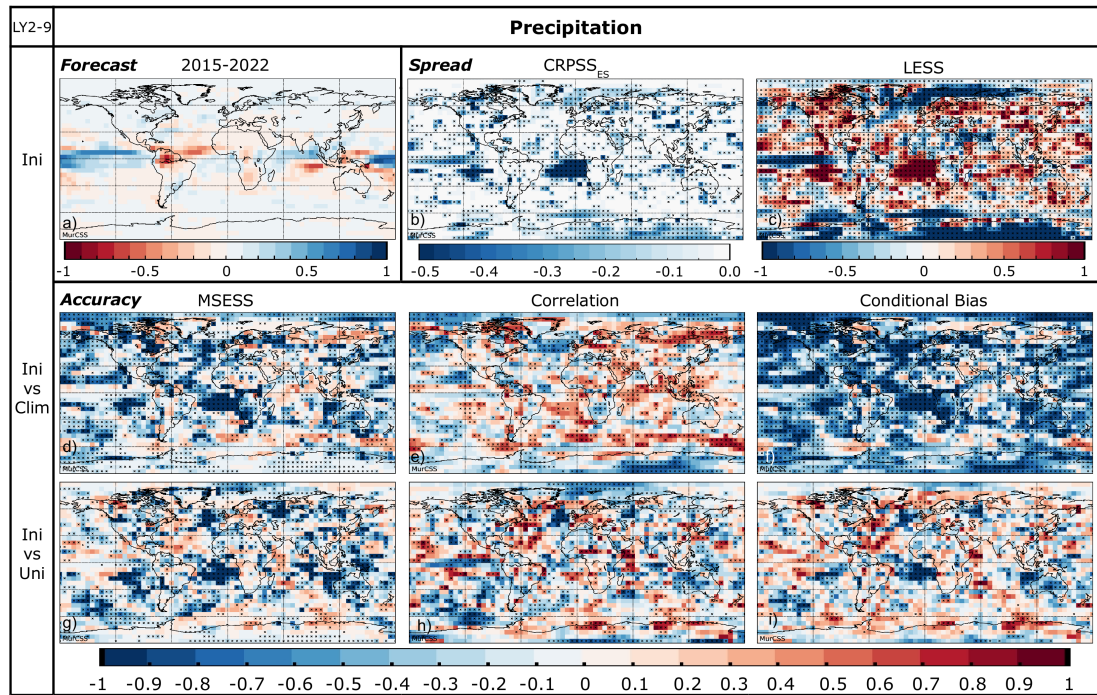 LY2-9
Precipitation
Ini
Forecast 2015-2022
Spread CRPSS ES
LESS
a)
MurCSS
b)
MurCSS
c)
-1 -0.5 0 0.5 1
-0.5 -0.4 -0.3 -0.2 -0.1 0.0
-1 -0.5 0 0.5 1
Accuracy MSESS
Correlation
Conditional Bias
Ini
vs
Clim
d)
MurCSS
e)
MurCSS
f)
MurCSS
Ini
vs
Uni
g)
MurCSS
h)
MurCSS
i)
MurCSS
-1 -0.9 -0.8 -0.7 -0.6 -0.5 -0.4 -0.3 -0.2 -0.1 0 0.1 0.2 0.3 0.4 0.5 0.6 0.7 0.8 0.9 1